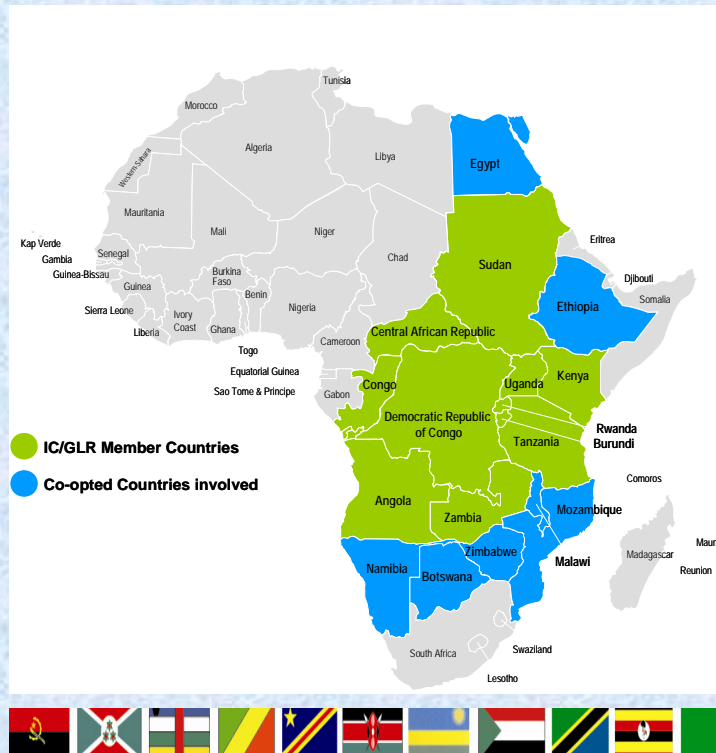 Tunisia
Morocco
Algeria
Libya
Egypt
Western Sahara
Mauritania
Mali
Niger
Chad
Sudan
Eritrea
Kap Verde
Senegal
Gambia
Guinea-Bissau
Guinea
Burkina
Faso
Benin
Nigeria
Djibouti
Somalia
Ethiopia
Sierra Leone
Ivory
Coast
Ghana
Liberia
Togo
Cameroon
Central African Republic
Equatorial Guinea
Sao Tome & Principe
Gabon
Congo
Uganda
Kenya
Democratic Republic
of Congo
Rwanda
Burundi
Tanzania
IC/GLR Member Countries
Co-opted Countries involved
Angola
Zambia
Comoros
Mozambique
Malawi
Zimbabwe
Namibia
Botswana
Madagascar
Maur
Reunion
South Africa
Swaziland
Lesotho